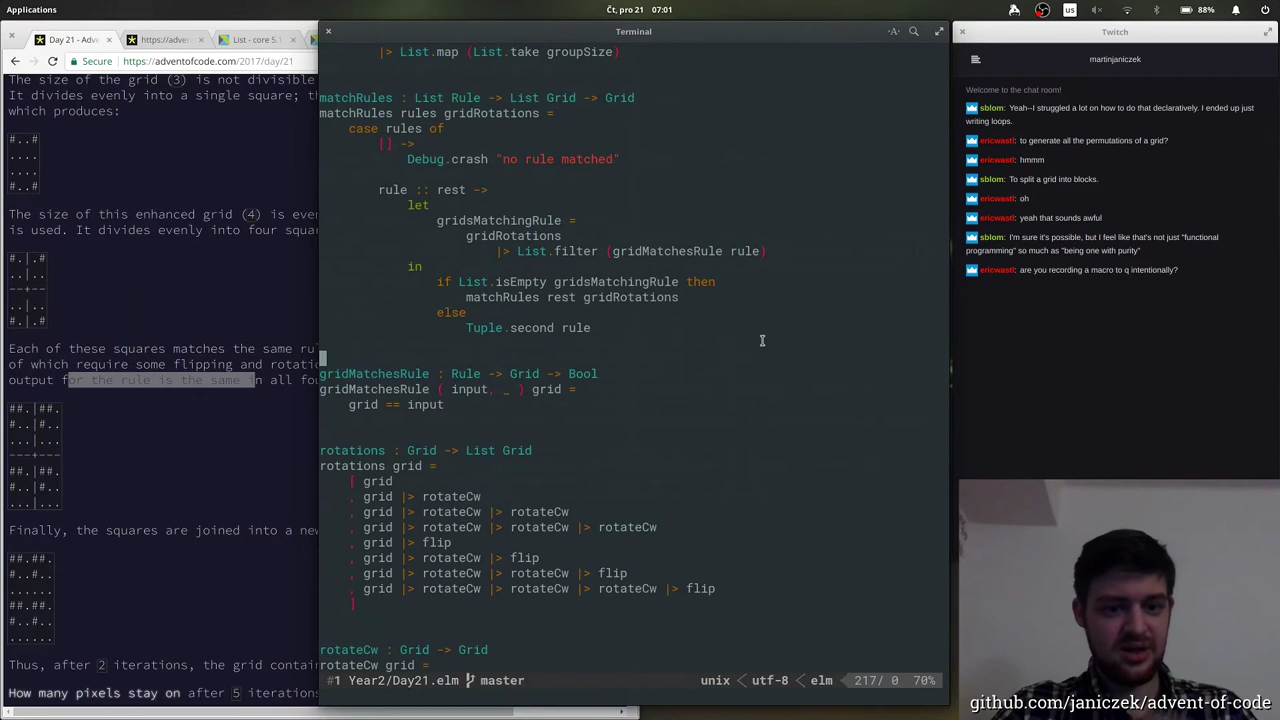 Applications
Čt, pro 21 07:01
us
88%
Day 21 - Adv
https://adven
List - core 5.1
Secure
https://adventofcode.com/2017/day/21
The size of the grid (3) is not divisible
It divides evenly into a single square; th
which produces:
#..#
....
....
#..#
The size of this enhanced grid (4) is even
is used. It divides evenly into four squar
#.|.#
..|..
--+--
..|..
#.|.#
Each of these squares matches the same ru
of which require some flipping and rotatio
output for the rule is the same in all fou
##.|##.
#..|#..
...|...
---+---
##.|##.
#..|#..
...|...
Finally, the squares are joined into a new
##.##.
#..#..
......
##.##.
#..#..
......
Thus, after 2 iterations, the grid contain
How many pixels stay on after 5 iterations
Terminal
|> List.map (List.take groupSize)
matchRules : List Rule -> List Grid -> Grid
matchRules rules gridRotations =
case rules of
[] ->
Debug.crash "no rule matched"
rule :: rest ->
let
gridsMatchingRule =
gridRotations
|> List.filter (gridMatchesRule rule)
in
if List.isEmpty gridsMatchingRule then
matchRules rest gridRotations
else
Tuple.second rule
gridMatchesRule : Rule -> Grid -> Bool
gridMatchesRule ( input, _ ) grid =
grid == input
rotations : Grid -> List Grid
rotations grid =
[ grid
, grid |> rotateCw
, grid |> rotateCw |> rotateCw
, grid |> rotateCw |> rotateCw |> rotateCw
, grid |> flip
, grid |> rotateCw |> flip
, grid |> rotateCw |> rotateCw |> flip
, grid |> rotateCw |> rotateCw |> rotateCw |> flip
]
rotateCw : Grid -> Grid
rotateCw grid =
#1 Year2/Day21.elm master
unix < utf-8 < elm 217/ 0 70%
Twitch
martinjaniczek
Welcome to the chat room!
sblom: Yeah--I struggled a lot on how to do that declaratively. I ended up just
writing loops.
ericwastl: to generate all the permutations of a grid?
ericwastl: hmmm
sblom: To split a grid into blocks.
ericwastl: oh
ericwastl: yeah that sounds awful
sblom: I'm sure it's possible, but I feel like that's not just "functional
programming" so much as "being one with purity"
ericwastl: are you recording a macro to q intentionally?
github.com/janiczek/advent-of-code